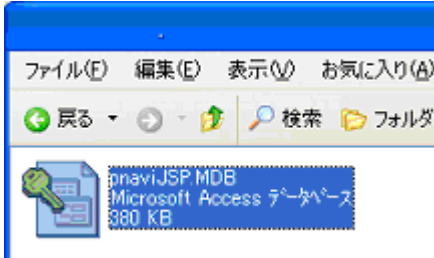 ファイル(F) 編集(E) 表示(V) お気に入り(A)
戻る 検索 フォルダ
pnaviJSP.MDB
Microsoft Access データベース
380 KB